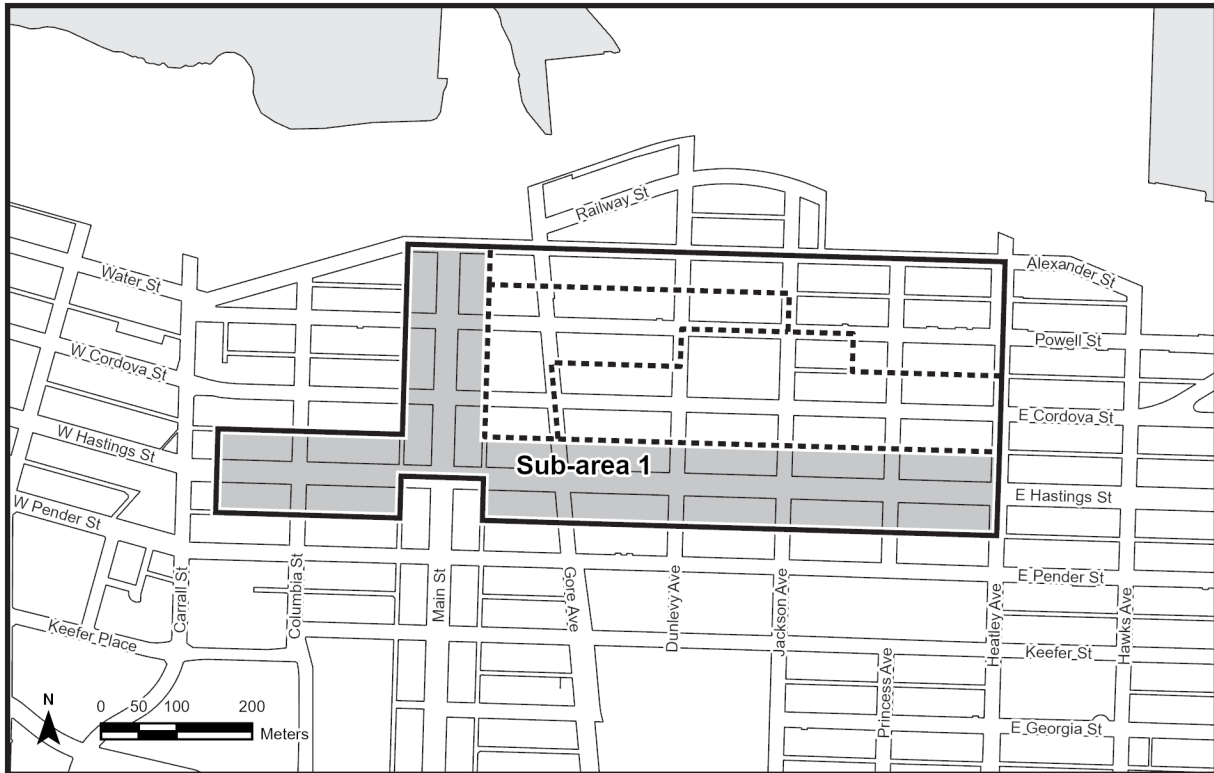 Railway St
Water St
Alexander St
Powell St
W Cordova St
E Cordova St
W Hastings St
Sub-area 1
E Hastings St
W Pender St
E Pender St
Carrall St
Columbia St
Main St
Gore Ave
Dunlevy Ave
Jackson Ave
Princess Ave
Heatley Ave
Hawks Ave
Keefer Place
Keefer St
E Georgia St
N
0 50 100 200
Meters